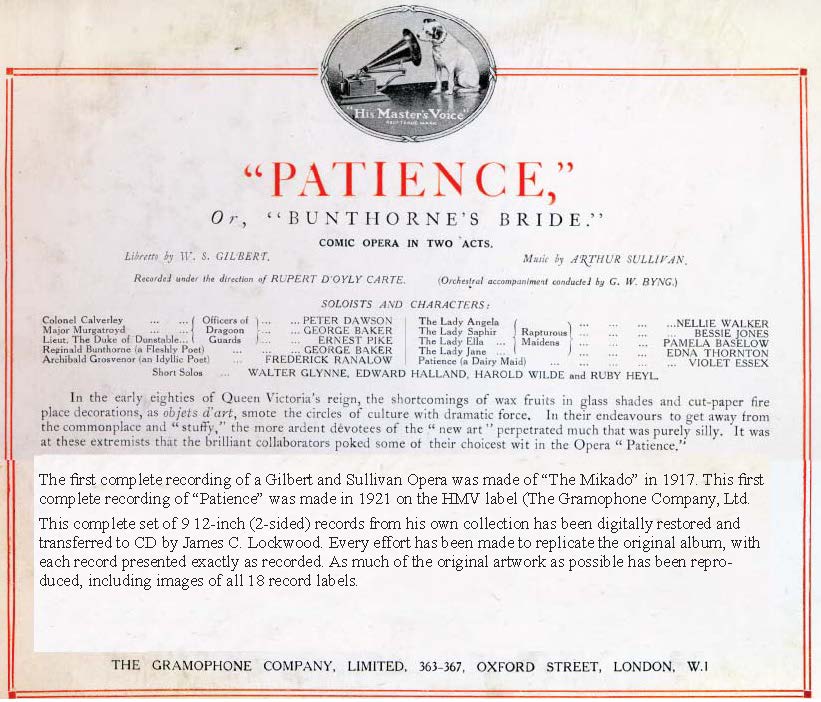 "His Master's Voice"
"PATIENCE,"
Or, "BUNTHORNE'S BRIDE."
COMIC OPERA IN TWO ACTS.
Libretto by W. S. GILBERT. Music by ARTHUR SULLIVAN.
Recorded under the direction of RUPERT D'OYLY CARTE. (Orchestral accompaniment conducted by G. W. BYNG.)
SOLOISTS AND CHARACTERS:
Colonel Calverley ... ... { Officers of } ... ... PETER DAWSON
Major Murgatroyd ... ... { Dragoon } ... ... GEORGE BAKER
Lieut. The Duke of Dunstable... { Guards } ... ERNEST PIKE
Reginald Bunthorne (a Fleshly Poet) ... ... GEORGE BAKER
Archibald Grosvenor (an Idyllic Poet) ... FREDERICK RANALOW
The Lady Angela { } ... ... ... ...NELLIE WALKER
The Lady Saphir { Rapturous } ... ... ... BESSIE JONES
The Lady Ella ... { Maidens } ... ... ... PAMELA BASELOW
The Lady Jane ... { } ... ... ... EDNA THORNTON
Patience (a Dairy Maid) ... ... ... ... VIOLET ESSEX
Short Solos ... WALTER GLYNNE, EDWARD HALLAND, HAROLD WILDE and RUBY HEYL.
In the early eighties of Queen Victoria's reign, the shortcomings of wax fruits in glass shades and cut-paper fire
place decorations, as objets d'art, smote the circles of culture with dramatic force. In their endeavours to get away from
the commonplace and "stuffy," the more ardent dévotees of the "new art" perpetrated much that was purely silly. It was
at these extremists that the brilliant collaborators poked some of their choicest wit in the Opera "Patience."
The first complete recording of a Gilbert and Sullivan Opera was made of "The Mikado" in 1917. This first
complete recording of "Patience" was made in 1921 on the HMV label (The Gramophone Company, Ltd.
This complete set of 9 12-inch (2-sided) records from his own collection has been digitally restored and
transferred to CD by James C. Lockwood. Every effort has been made to replicate the original album, with
each record presented exactly as recorded. As much of the original artwork as possible has been repro-
duced, including images of all 18 record labels.
THE GRAMOPHONE COMPANY, LIMITED, 363-367, OXFORD STREET, LONDON, W.1